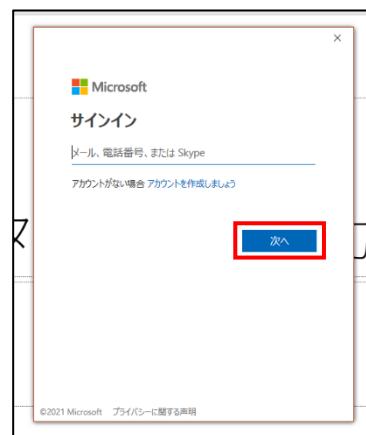 Microsoft
サインイン
メール、電話番号、または Skype
アカウントがない場合 アカウントを作成しましょう
次へ
©2021 Microsoft プライバシーに関する声明